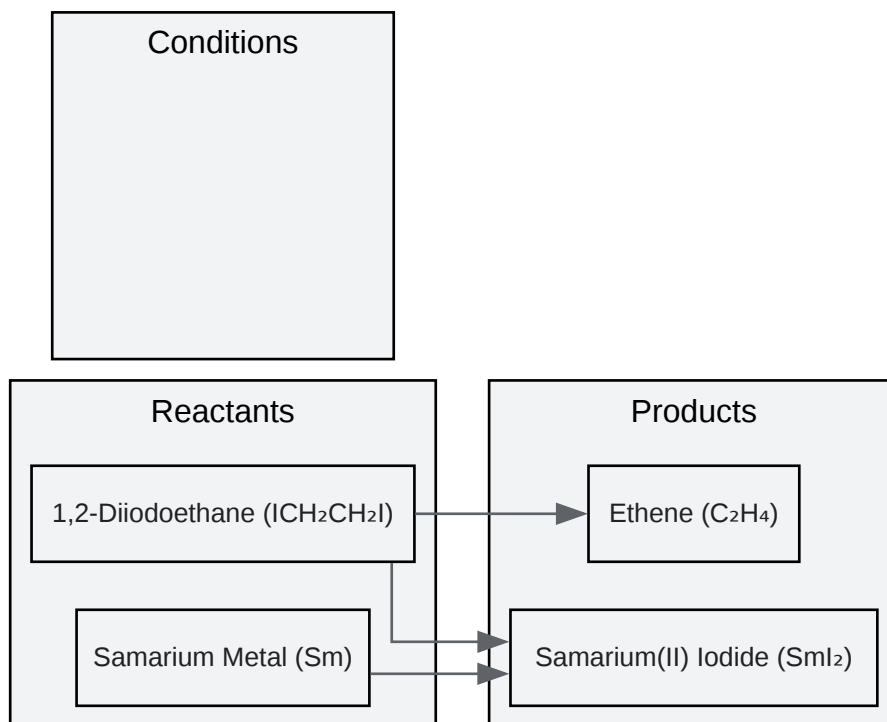 Conditions
Reactants
Products
1,2-Diiodoethane (ICH₂CH₂I)
Ethene (C₂H₄)
Samarium Metal (Sm)
Samarium(II) Iodide (SmI₂)